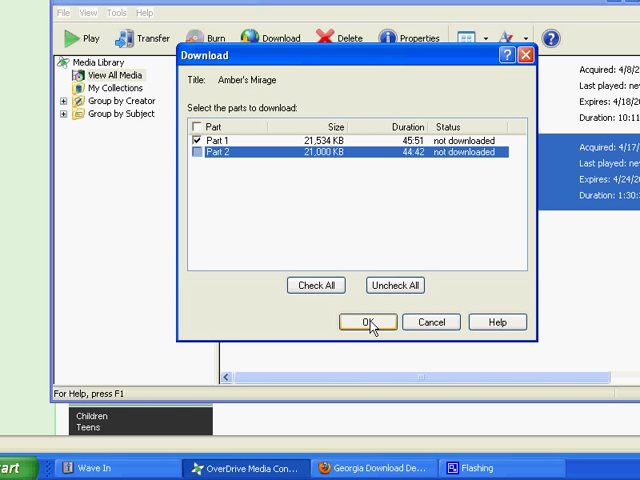 File View Tools Help
Play Transfer Burn Download Delete Properties
Media Library
View All Media
My Collections
Group by Creator
Group by Subject
Download
Title: Amber's Mirage
Select the parts to download:
Part Size Duration Status
Part 1 21,534 KB 45:51 not downloaded
Part 2 21,000 KB 44:42 not downloaded
Check All Uncheck All
OK Cancel Help
Acquired: 4/8/2
Last played: ne
Expires: 4/18/20
Duration: 10:11
Acquired: 4/17/
Last played: nev
Expires: 4/24/20
Duration: 1:30:
For Help, press F1
Children
Teens
art Wave In OverDrive Media Con... Georgia Download De... Flashing